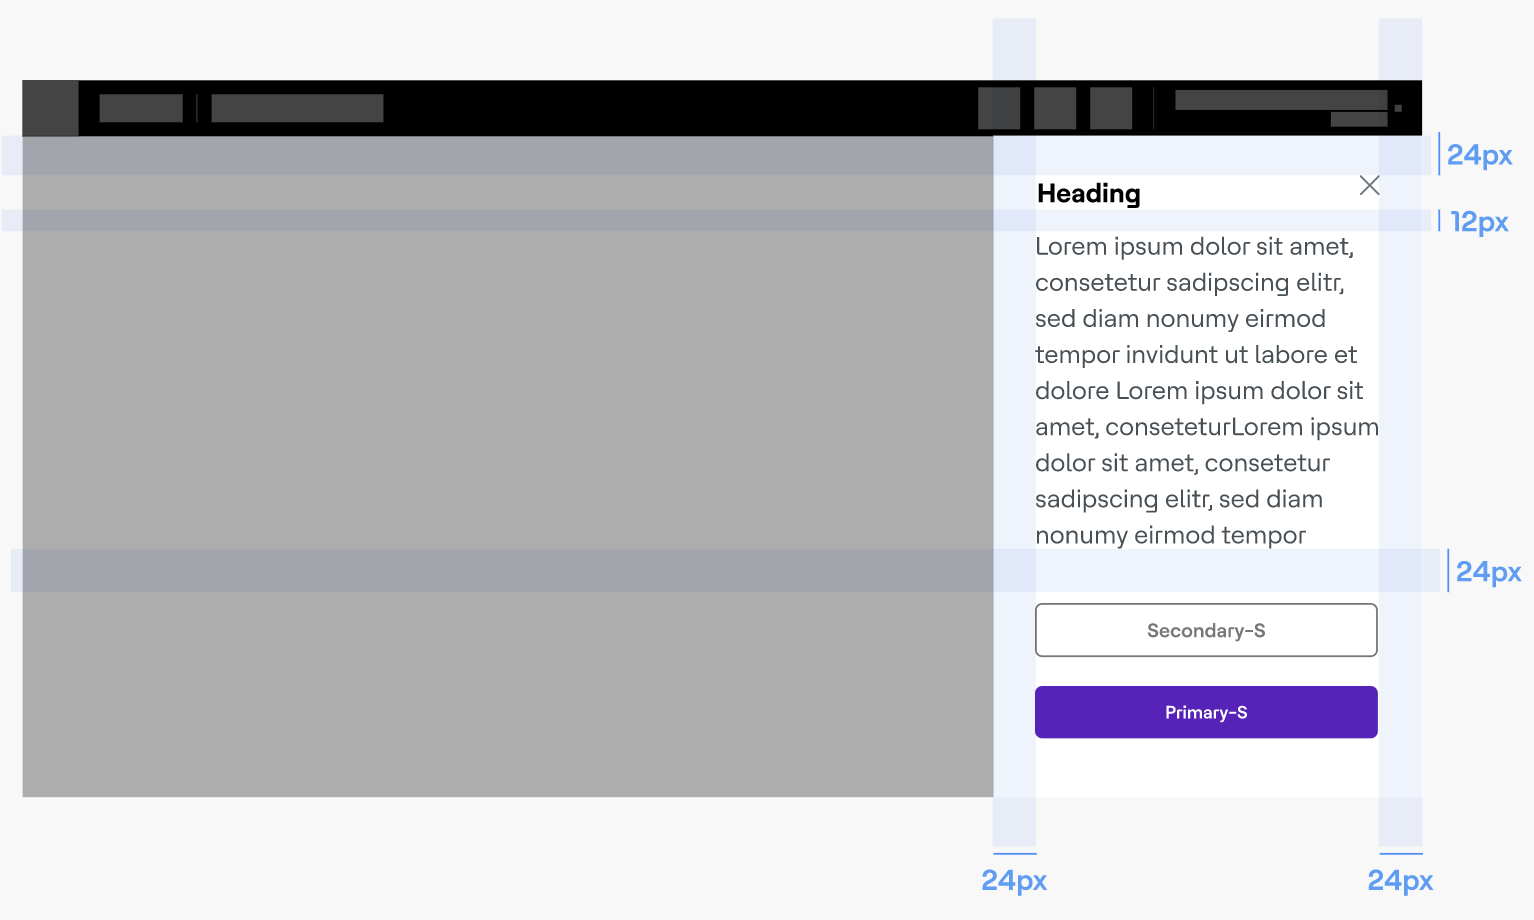 24px
Heading
12px
Lorem ipsum dolor sit amet,
consetetur sadipscing elitr,
sed diam nonumy eirmod
tempor invidunt ut labore et
dolore Lorem ipsum dolor sit
amet, conseteturLorem ipsum
dolor sit amet, consetetur
sadipscing elitr, sed diam
nonumy eirmod tempor
24px
Secondary-S
Primary-S
24px
24px